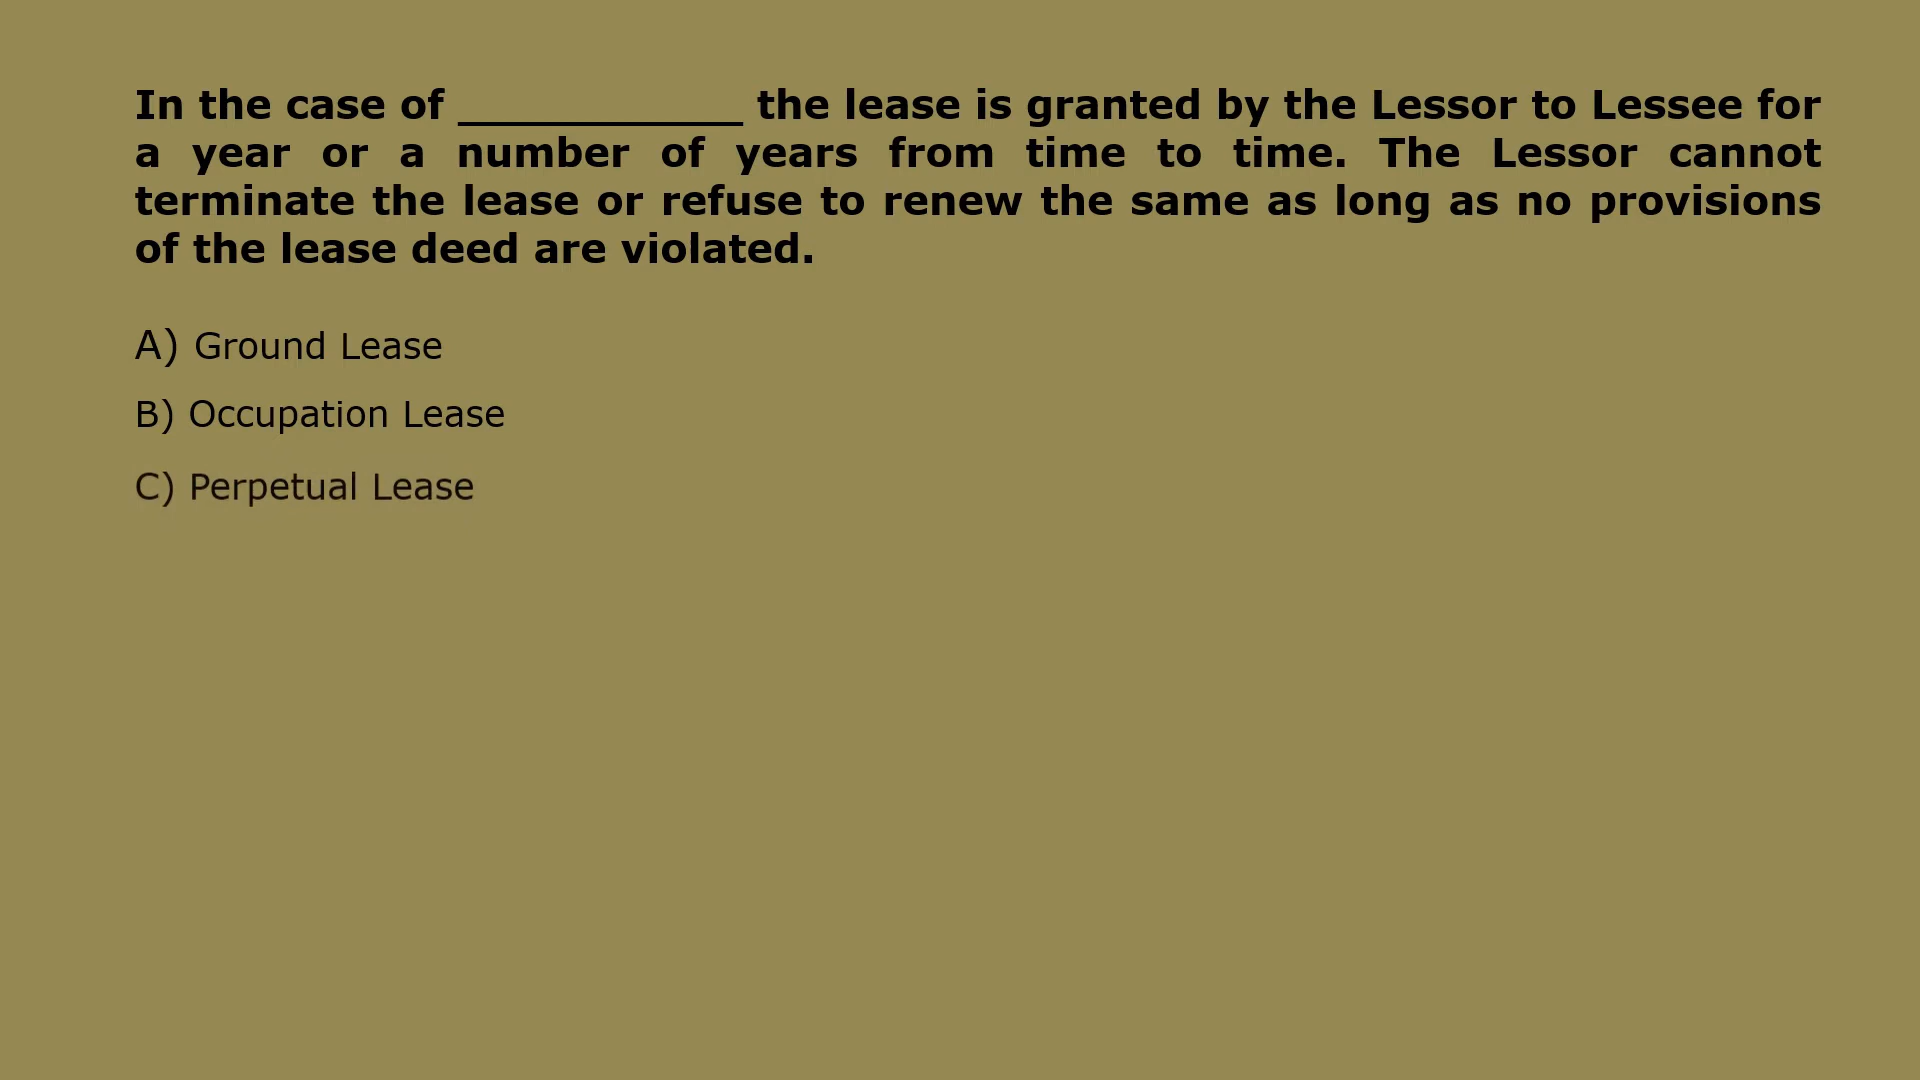 In the case of ______________ the lease is granted by the Lessor to Lessee for
a year or a number of years from time to time. The Lessor cannot
terminate the lease or refuse to renew the same as long as no provisions
of the lease deed are violated.
A) Ground Lease
B) Occupation Lease
C) Perpetual Lease